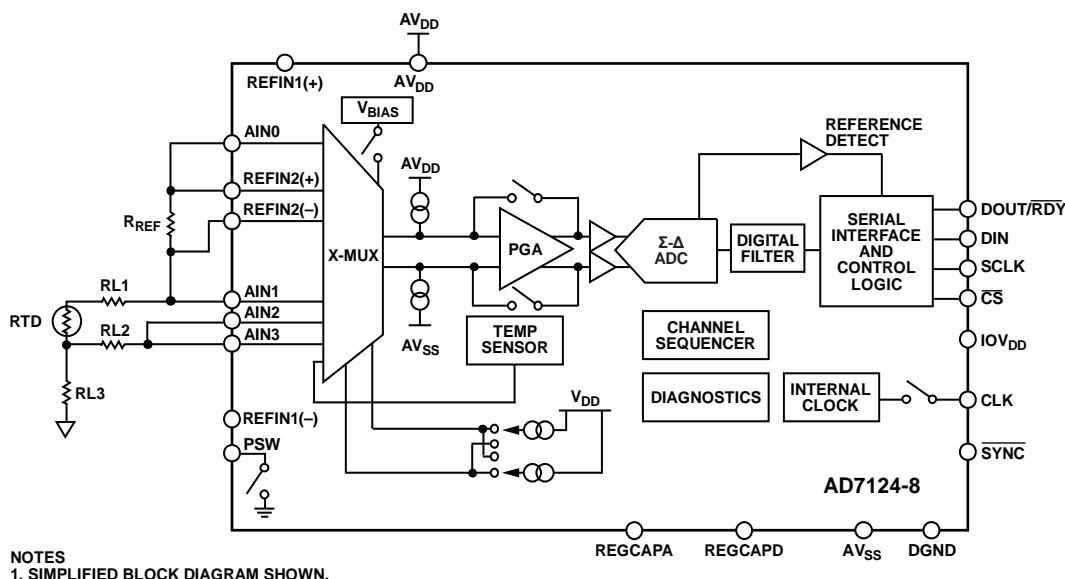 AVDD
REFIN1(+)
AVDD
VBIAS
AIN0
REFIN2(+)
REFIN2(–)
RREF
RL1
AIN1
RTD
RL2
AIN2
AIN3
RL3
REFIN1(–)
PSW
X-MUX
AVDD
AVSS
PGA
Σ-Δ
ADC
DIGITAL
FILTER
REFERENCE
DETECT
SERIAL
INTERFACE
AND
CONTROL
LOGIC
DOUT/RDY
DIN
SCLK
CS
TEMP
SENSOR
CHANNEL
SEQUENCER
IOVDD
VDD
DIAGNOSTICS
INTERNAL
CLOCK
CLK
SYNC
AD7124-8
REGCAPA
REGCAPD
AVSS
DGND
NOTES
1. SIMPLIFIED BLOCK DIAGRAM SHOWN.